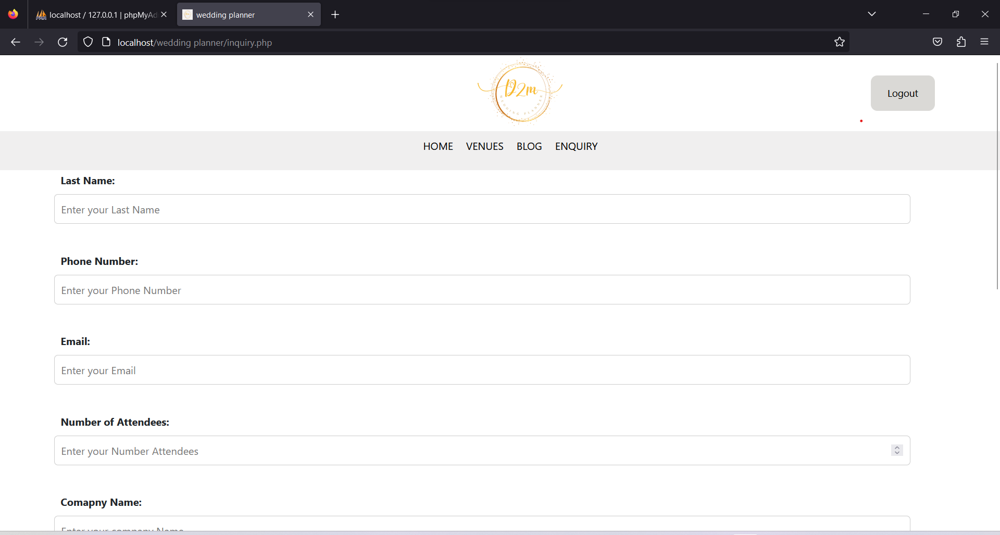 localhost / 127.0.0.1 | phpMyAd
wedding planner
localhost/wedding planner/inquiry.php
D2m
WEDDING PLANNER
Logout
HOME VENUES BLOG ENQUIRY
Last Name:
Enter your Last Name
Phone Number:
Enter your Phone Number
Email:
Enter your Email
Number of Attendees:
Enter your Number Attendees
Comapny Name:
Enter your company Name